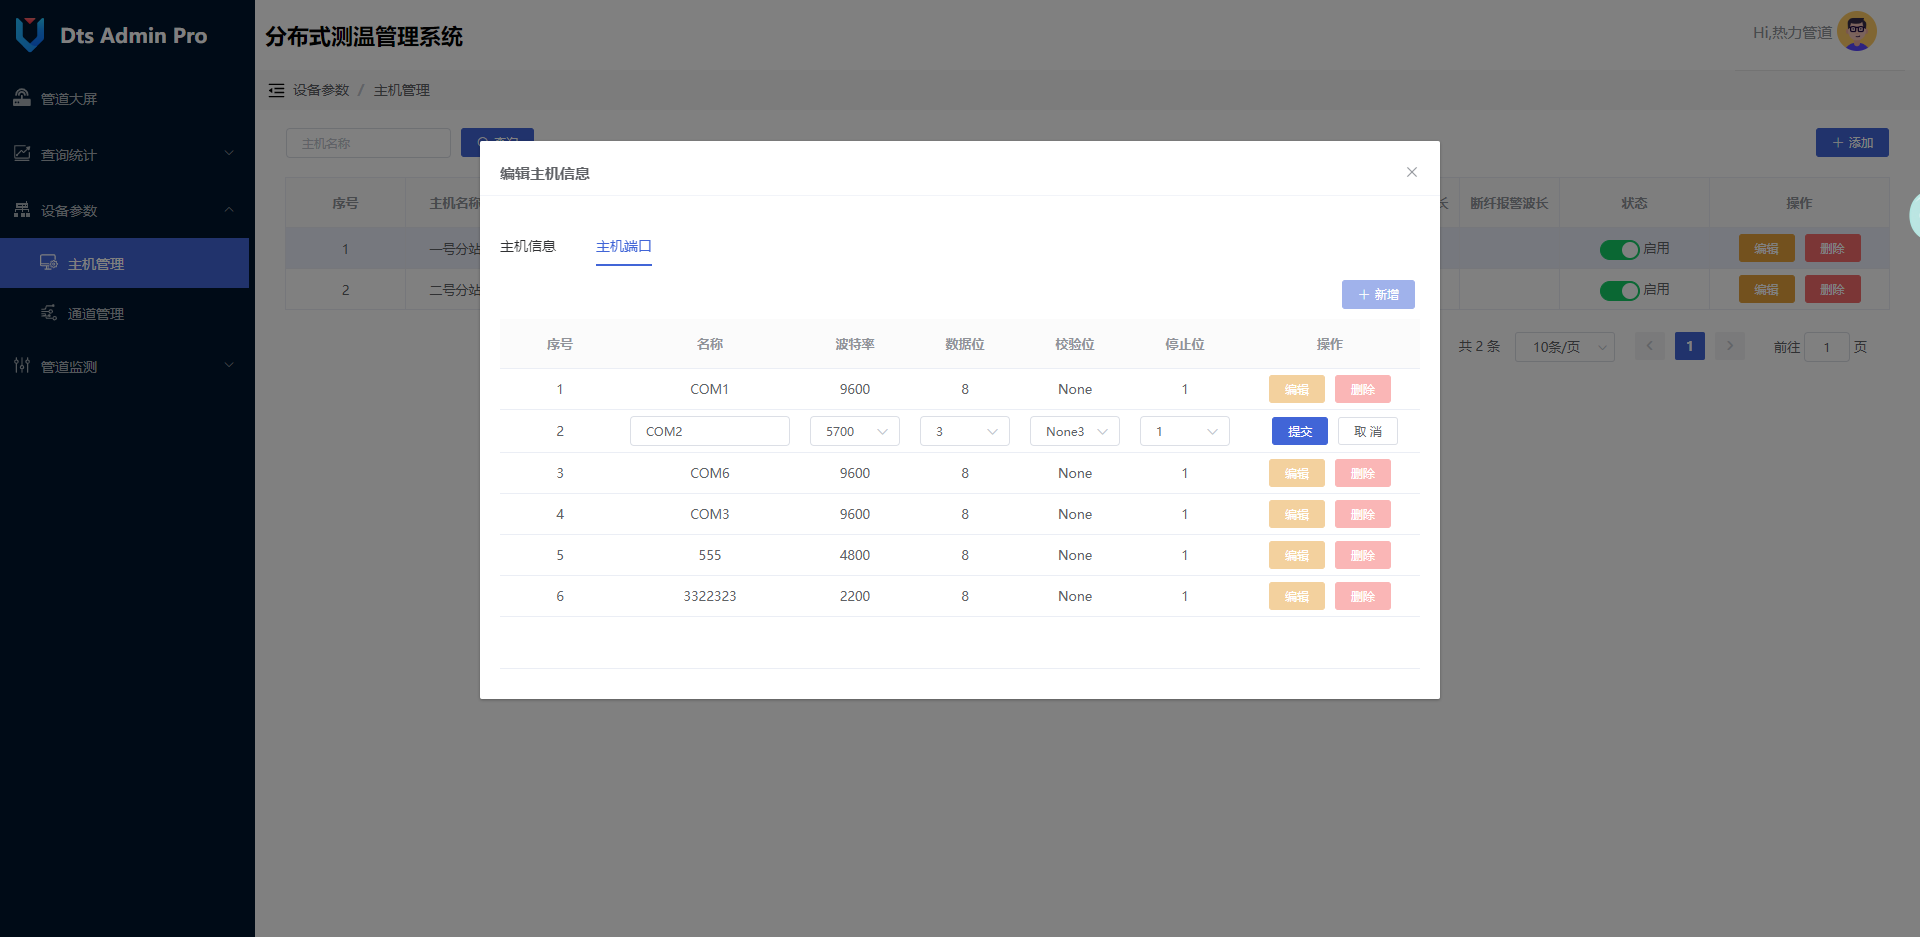 Dts Admin Pro
分布式测温管理系统
Hi,热力管道
管道大屏
查询统计
设备参数
主机管理
通道管理
管道监测
设备参数 / 主机管理
主机名称
添加
序号 主机名称 断纤报警波长 状态 操作
1 一号分站 启用 编辑 删除
2 二号分站 启用 编辑 删除
共 2 条 10条/页 1 前往 1 页
编辑主机信息
主机信息 主机端口
新增
序号 名称 波特率 数据位 校验位 停止位 操作
1 COM1 9600 8 None 1 编辑 删除
2 COM2 5700 3 None3 1 提交 取 消
3 COM6 9600 8 None 1 编辑 删除
4 COM3 9600 8 None 1 编辑 删除
5 555 4800 8 None 1 编辑 删除
6 3322323 2200 8 None 1 编辑 删除